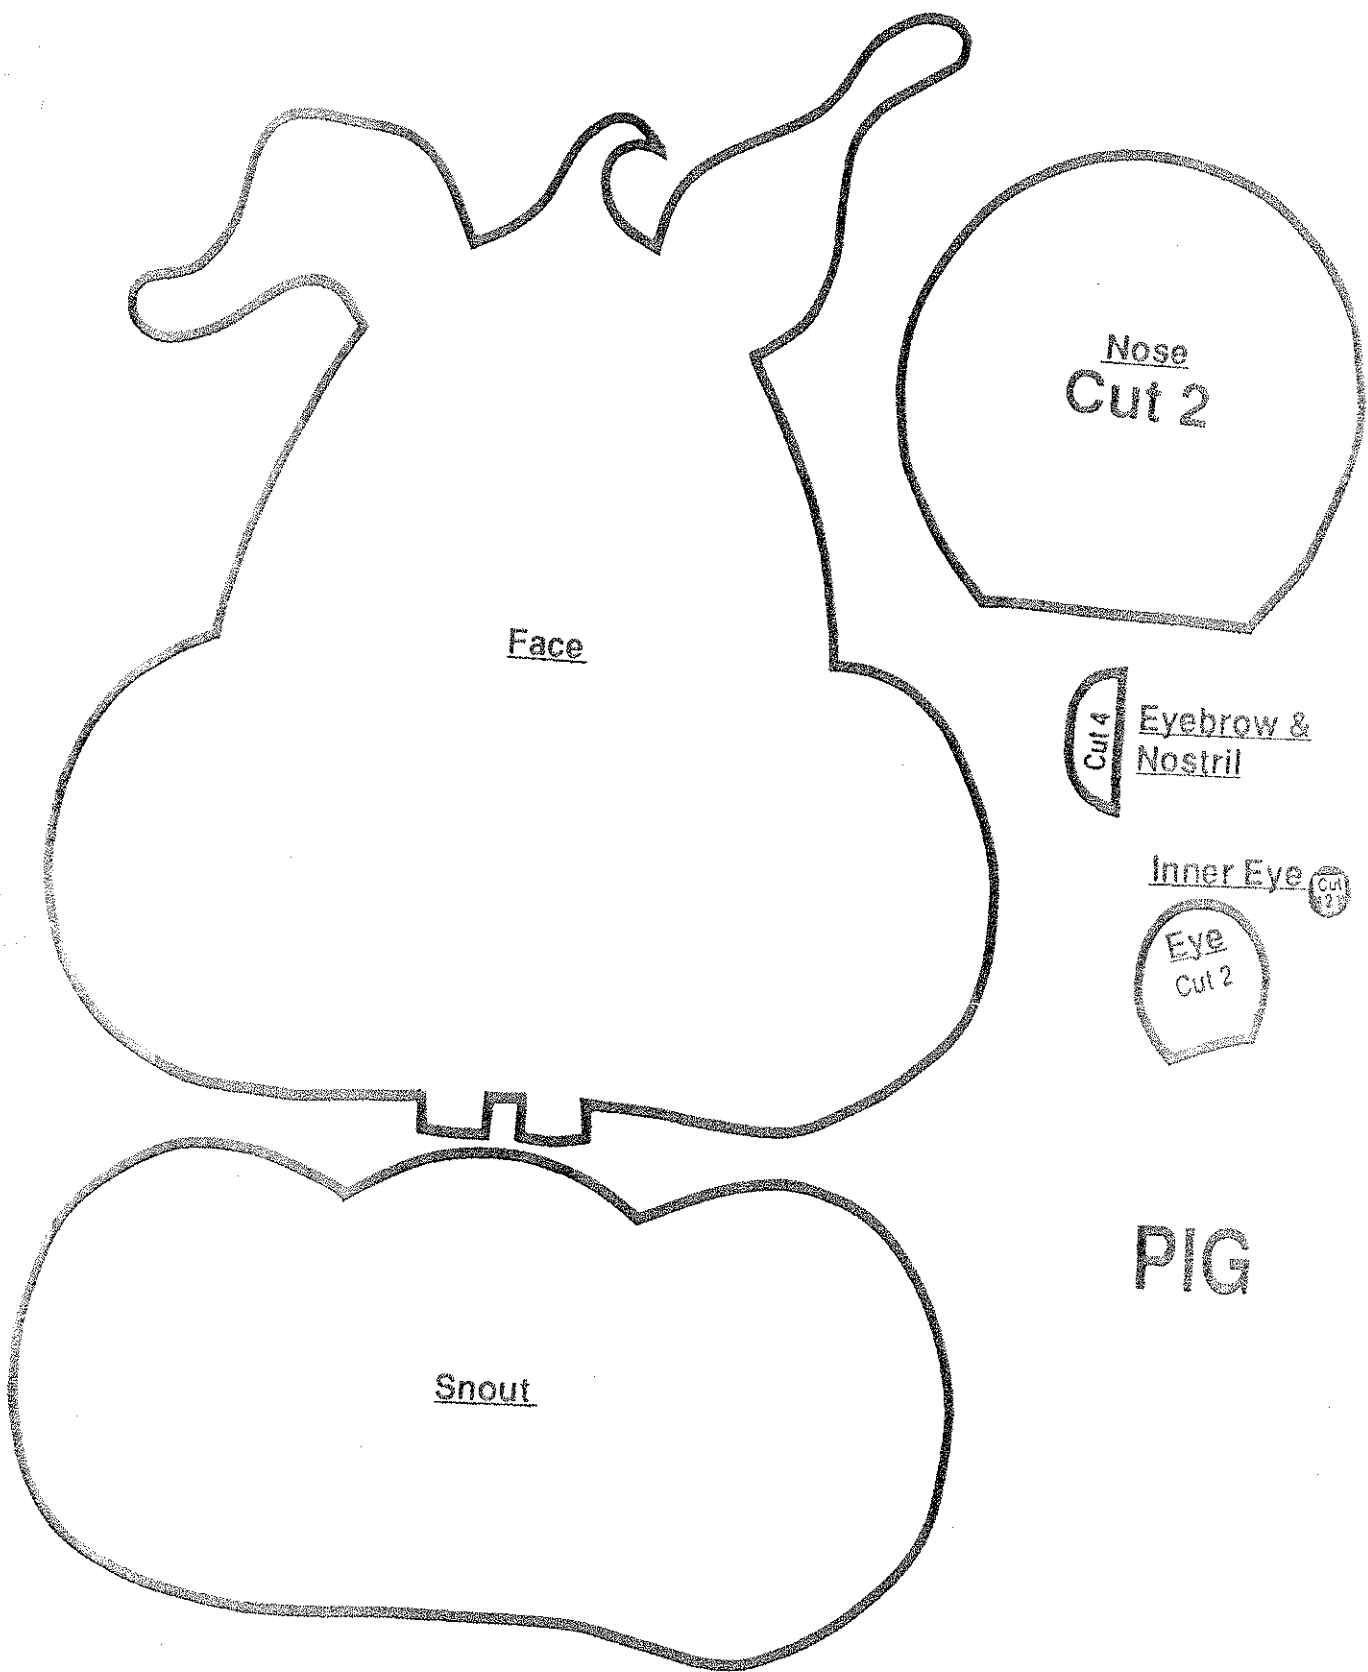 Nose
Cut 2
Face
Cut 4
Eyebrow &
Nostril
Inner Eye
Cut
2
Eye
Cut 2
PIG
Snout